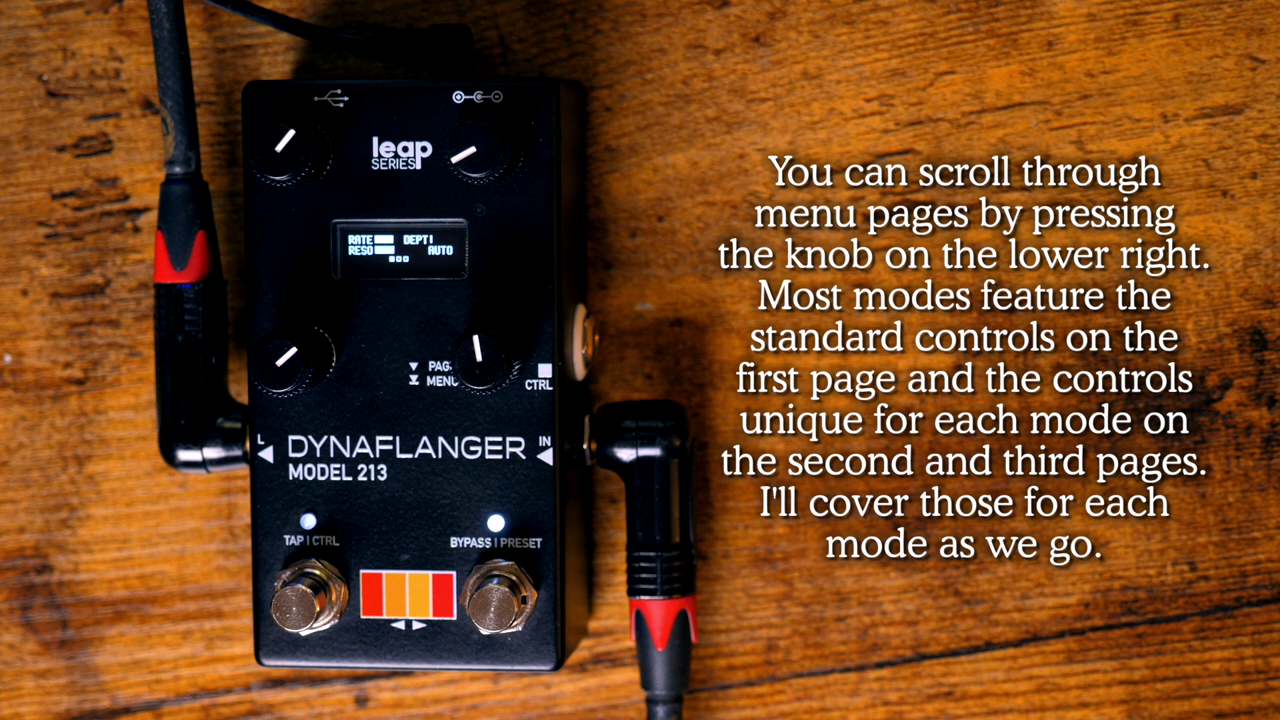 leap
SERIES
RATE DEPT
RESO AUTO
PAG
MENU
CTRL
L
DYNAFLANGER
IN
MODEL 213
TAP | CTRL
BYPASS | PRESET
You can scroll through
menu pages by pressing
the knob on the lower right.
Most modes feature the
standard controls on the
first page and the controls
unique for each mode on
the second and third pages.
I'll cover those for each
mode as we go.